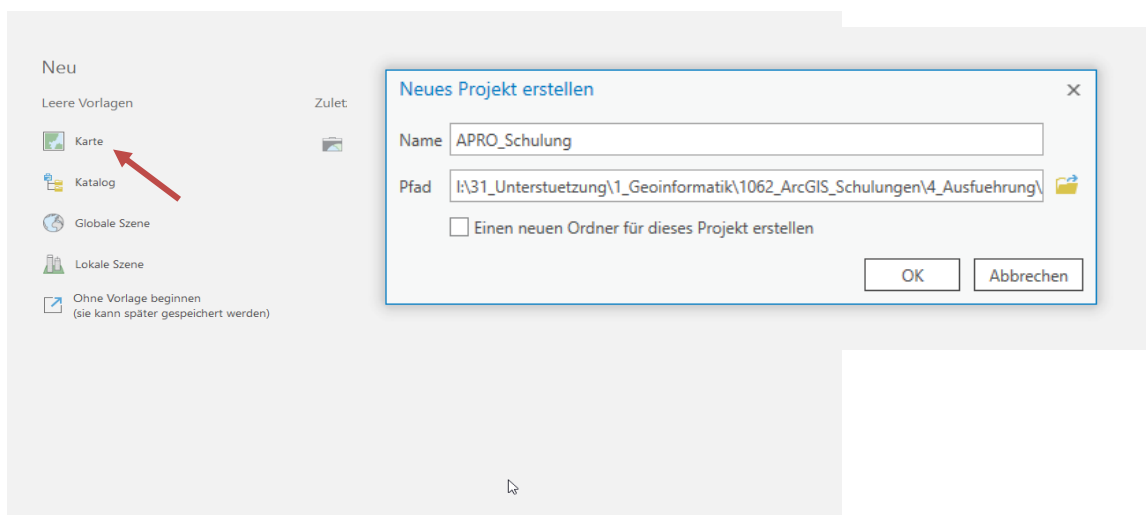 Neu
Leere Vorlagen
Zulet
Karte
Katalog
Globale Szene
Lokale Szene
Ohne Vorlage beginnen
(sie kann später gespeichert werden)
Neues Projekt erstellen
Name APRO_Schulung
Pfad I:\31_Unterstuetzung\1_Geoinformatik\1062_ArcGIS_Schulungen\4_Ausfuehrung\
Einen neuen Ordner für dieses Projekt erstellen
OK Abbrechen